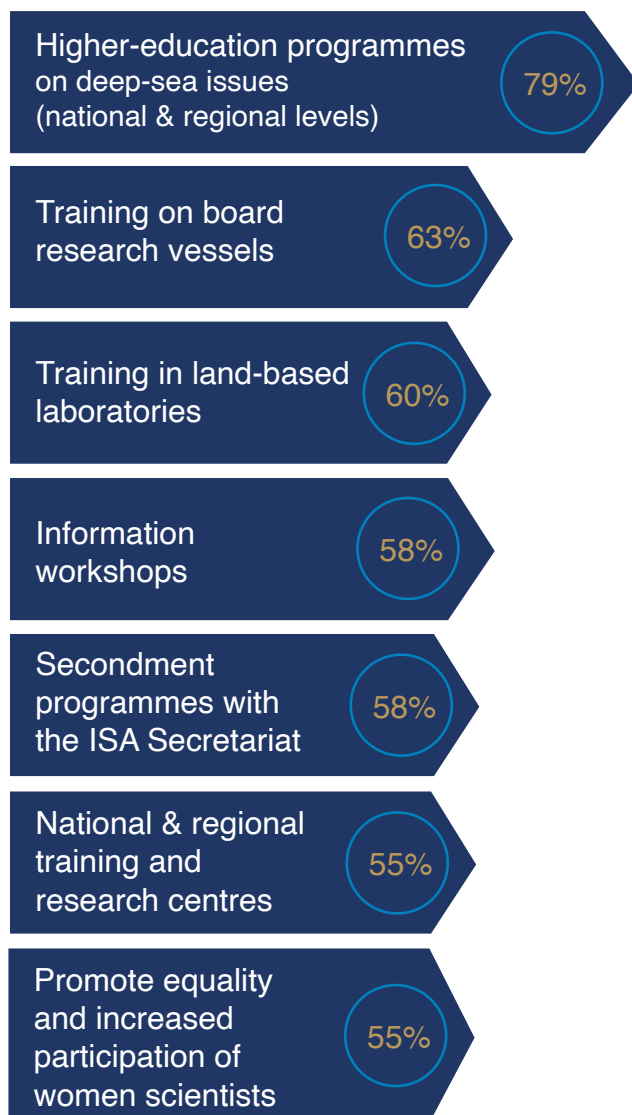 Higher-education programmes
on deep-sea issues
(national & regional levels)
79%
Training on board
research vessels
63%
Training in land-based
laboratories
60%
Information
workshops
58%
Secondment
programmes with
the ISA Secretariat
58%
National & regional
training and
research centres
55%
Promote equality
and increased
participation of
women scientists
55%